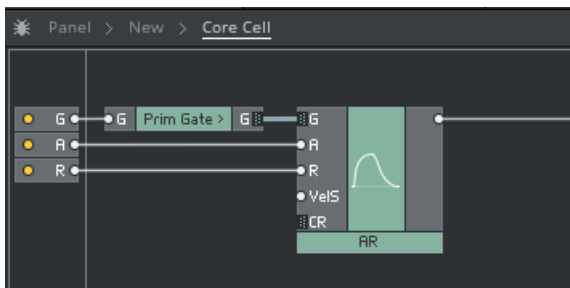 Panel > New > Core Cell
G G Prim Gate > G G
A A
R R
VelS
CR
AR